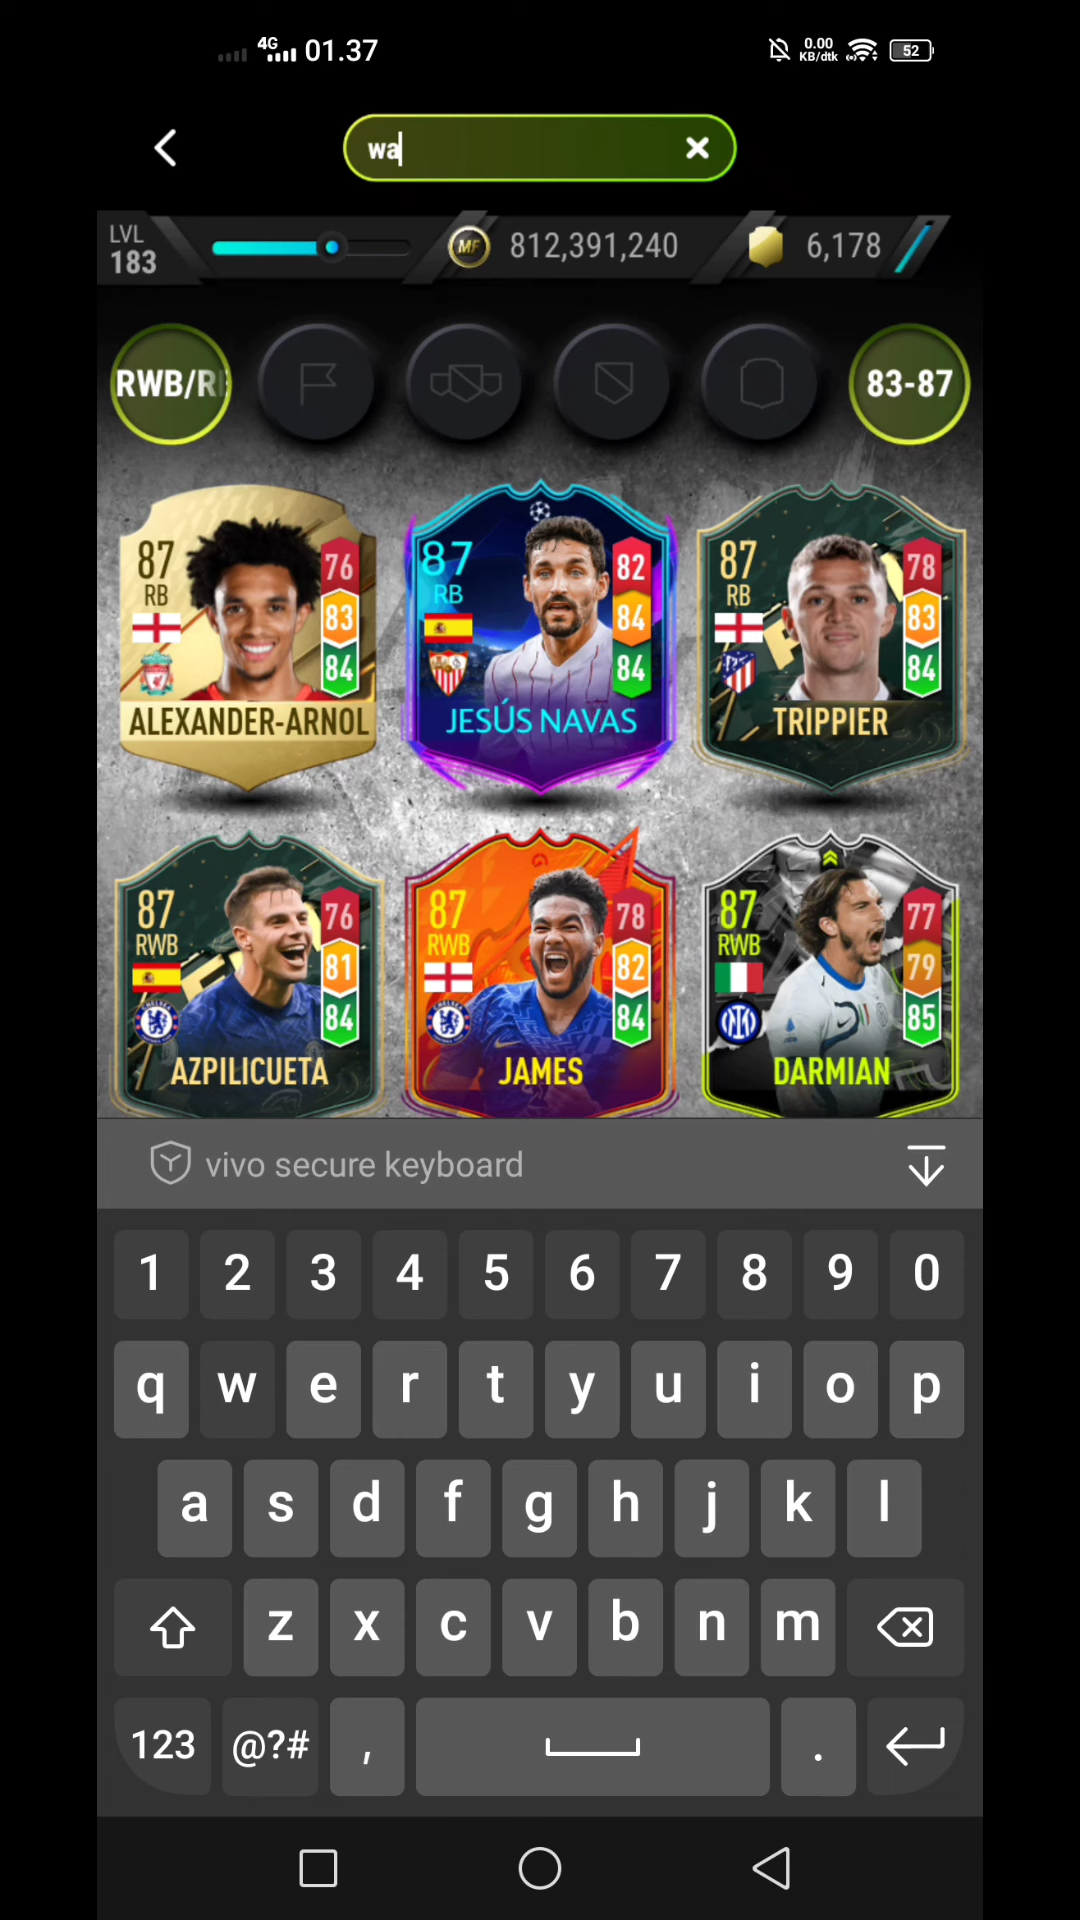 4G 01.37 0.00 KB/dtk 52
wa
LVL 183 MF 812,391,240 6,178
RWB/R 83-87
87 RB 76 83 84 ALEXANDER-ARNOL
87 RB 82 84 84 JESÚS NAVAS
87 RB 78 83 84 TRIPPIER
87 RWB 76 81 84 AZPILICUETA
87 RWB 78 82 84 JAMES
87 RWB 77 79 85 DARMIAN
vivo secure keyboard
1 2 3 4 5 6 7 8 9 0
q w e r t y u i o p
a s d f g h j k l
z x c v b n m
123 @?# , .